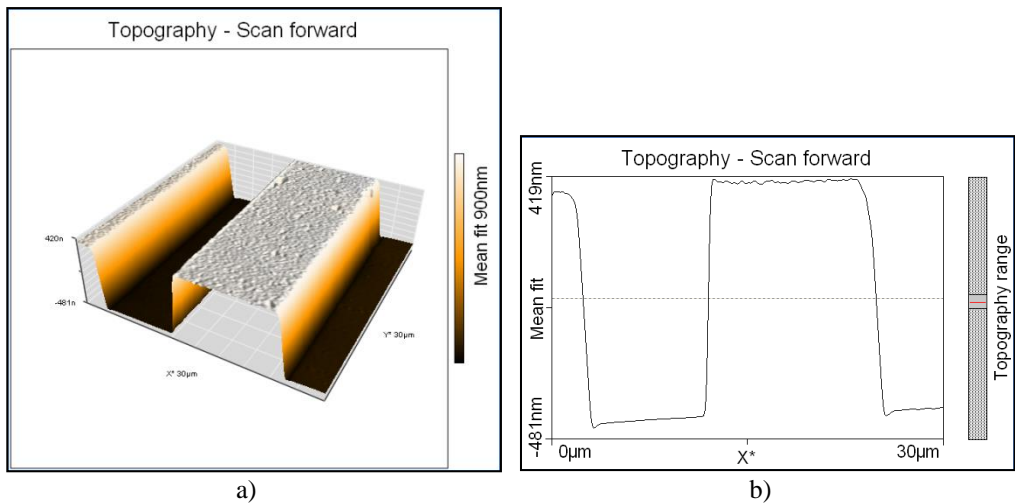 Topography - Scan forward
Mean fit 900nm
420n
-481n
X* 30µm
Y* 30µm
a)
Topography - Scan forward
419nm
Mean fit
-481nm
0µm
X*
30µm
Topography range
b)